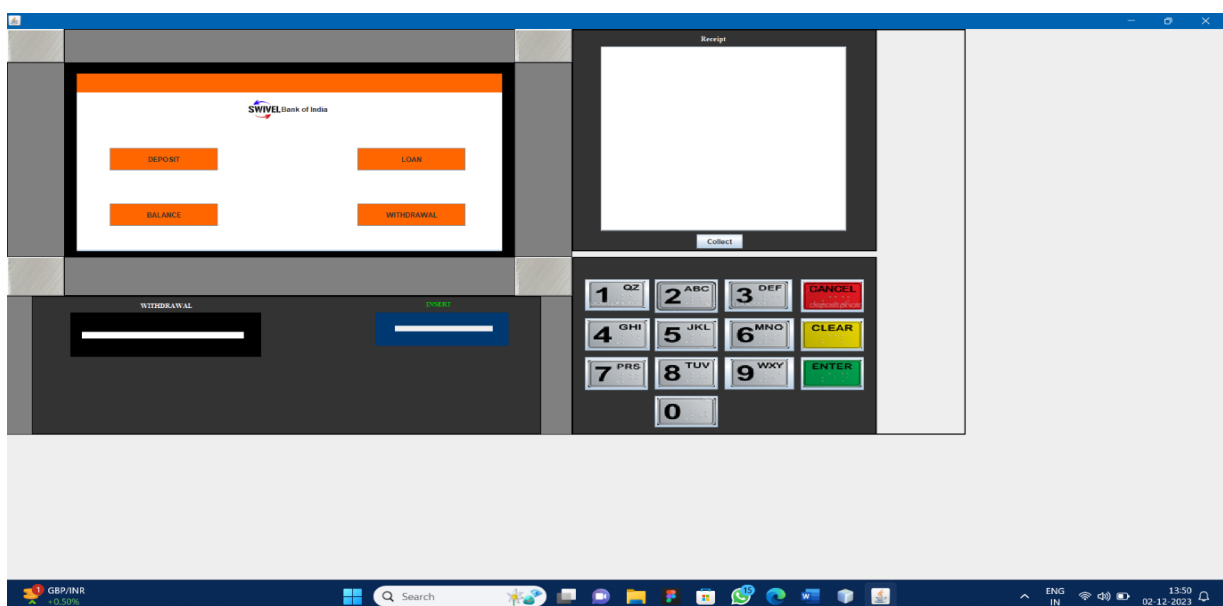 Receipt
SWIVEL Bank of India
DEPOSIT
LOAN
BALANCE
WITHDRAWAL
Collect
WITHDRAWAL
INSERT
1 QZ
2 ABC
3 DEF
CANCEL
4 GHI
5 JKL
6 MNO
CLEAR
7 PRS
8 TUV
9 WXY
ENTER
0
1
GBP/INR
+0.50%
Search
15
ENG
IN
13:50
02-12-2023